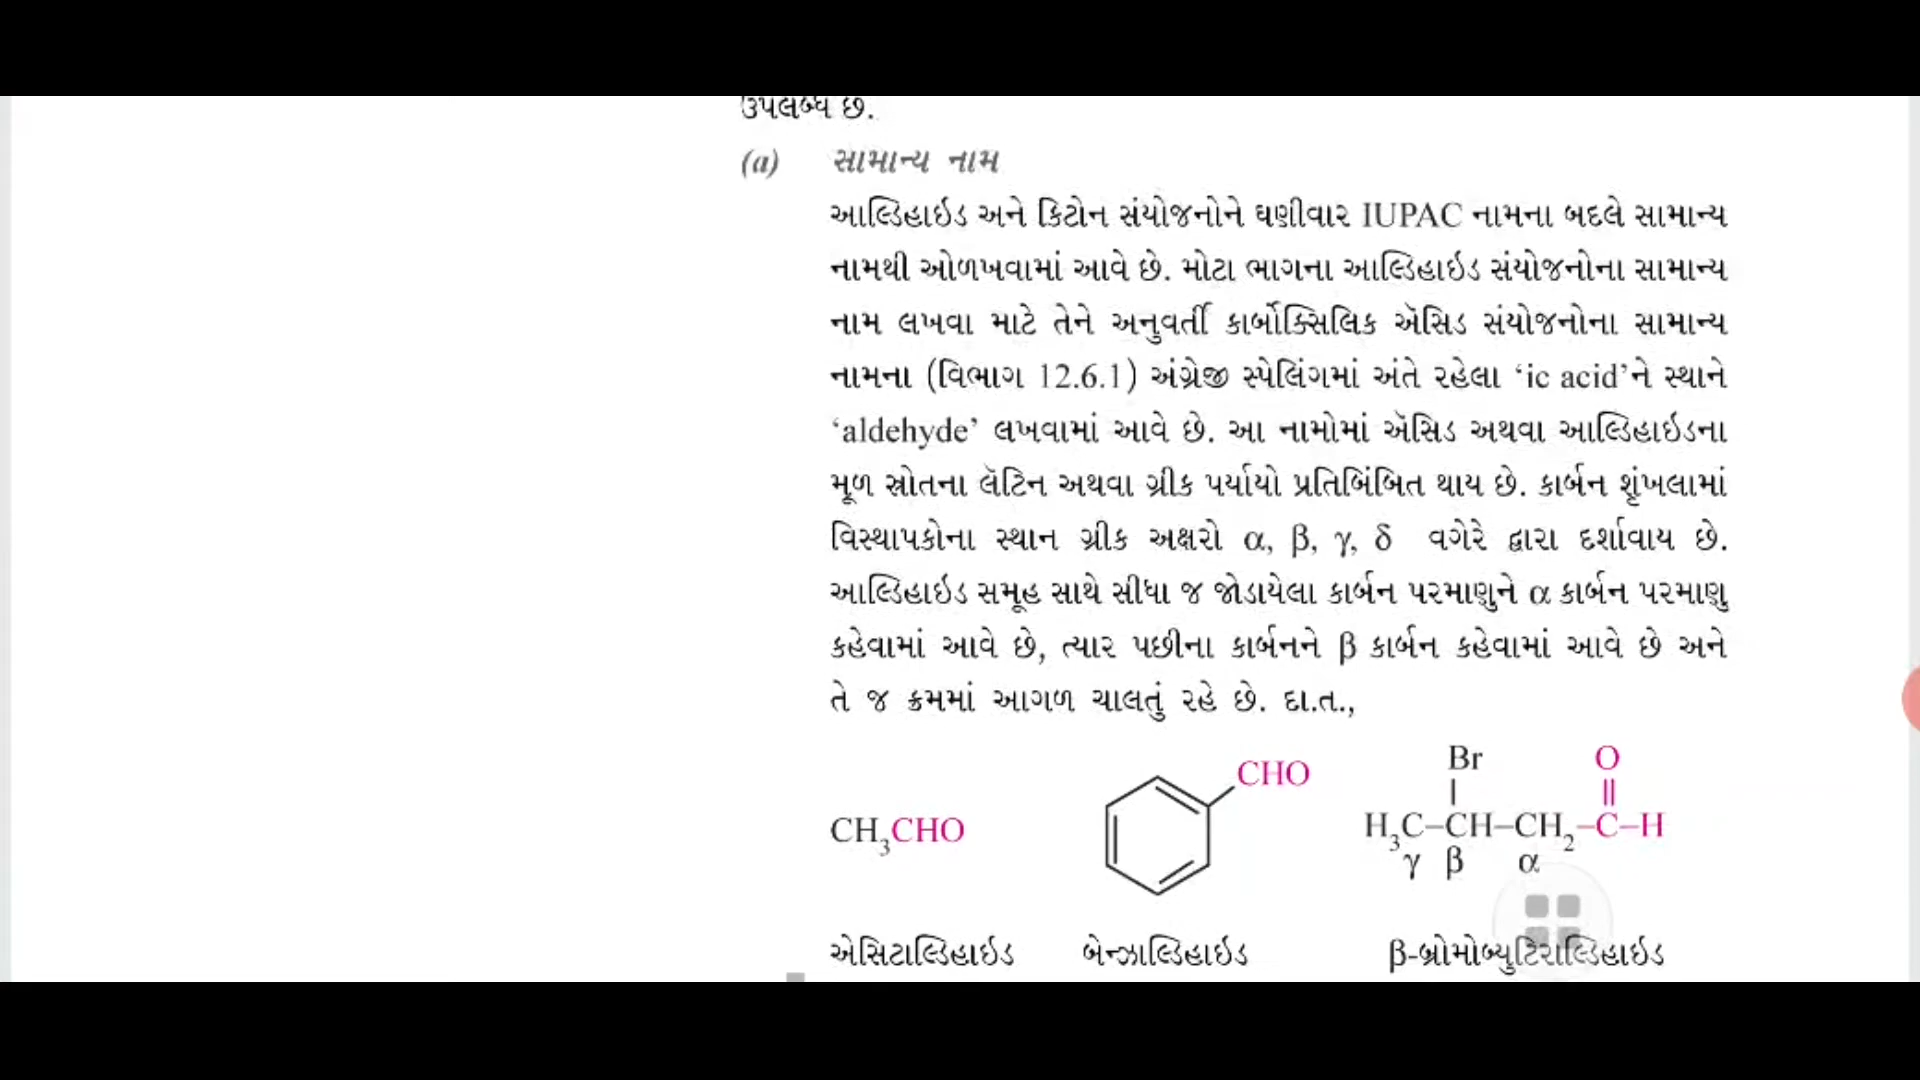 ઉપલબ્ધ છે.
(a) સામાન્ય નામ
આલ્ડિહાઇડ અને કિટોન સંયોજનોને ઘણીવાર IUPAC નામના બદલે સામાન્ય
નામથી ઓળખવામાં આવે છે. મોટા ભાગના આલ્ડિહાઇડ સંયોજનોના સામાન્ય
નામ લખવા માટે તેને અનુવર્તી કાર્બોક્સિલિક ઍસિડ સંયોજનોના સામાન્ય
નામના (વિભાગ 12.6.1) અંગ્રેજી સ્પેલિંગમાં અંતે રહેલા ‘ic acid’ને સ્થાને
‘aldehyde’ લખવામાં આવે છે. આ નામોમાં ઍસિડ અથવા આલ્ડિહાઇડના
મૂળ સ્રોતના લૅટિન અથવા ગ્રીક પર્યાયો પ્રતિબિંબિત થાય છે. કાર્બન શૃંખલામાં
વિસ્થાપકોના સ્થાન ગ્રીક અક્ષરો α, β, γ, δ વગેરે દ્વારા દર્શાવાય છે.
આલ્ડિહાઇડ સમૂહ સાથે સીધા જ જોડાયેલા કાર્બન પરમાણુને α કાર્બન પરમાણુ
કહેવામાં આવે છે, ત્યાર પછીના કાર્બનને β કાર્બન કહેવામાં આવે છે અને
તે જ ક્રમમાં આગળ ચાલતું રહે છે. દા.ત.,
Br O
CHO
CH₃CHO H₃C–CH–CH₂–C–H
γ β α
એસિટાલ્ડિહાઇડ બેન્ઝાલ્ડિહાઇડ β-બ્રોમોબ્યુટિરાલ્ડિહાઇડ